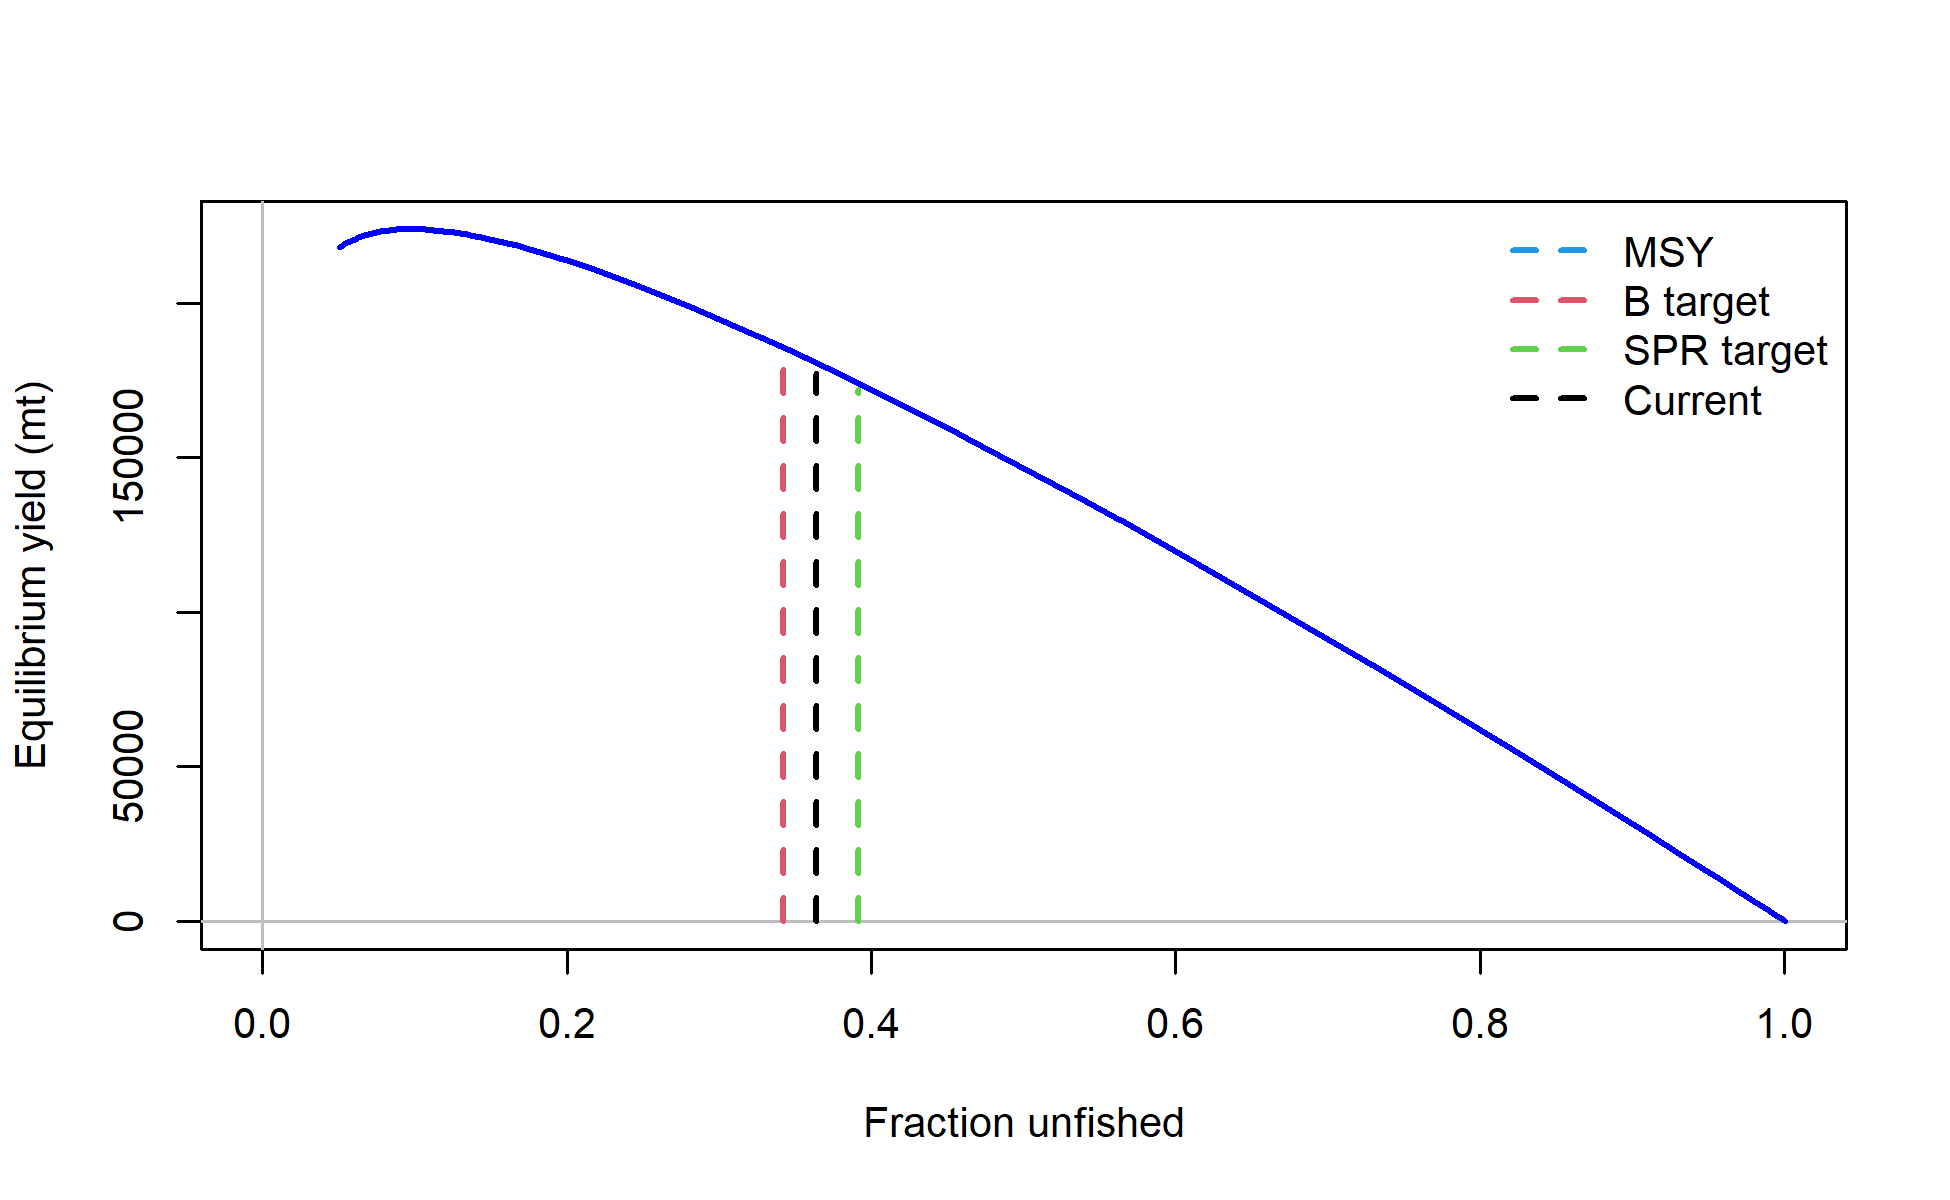 MSY
B target
SPR target
Current
Equilibrium yield (mt)
150000
50000
0
0.0 0.2 0.4 0.6 0.8 1.0
Fraction unfished